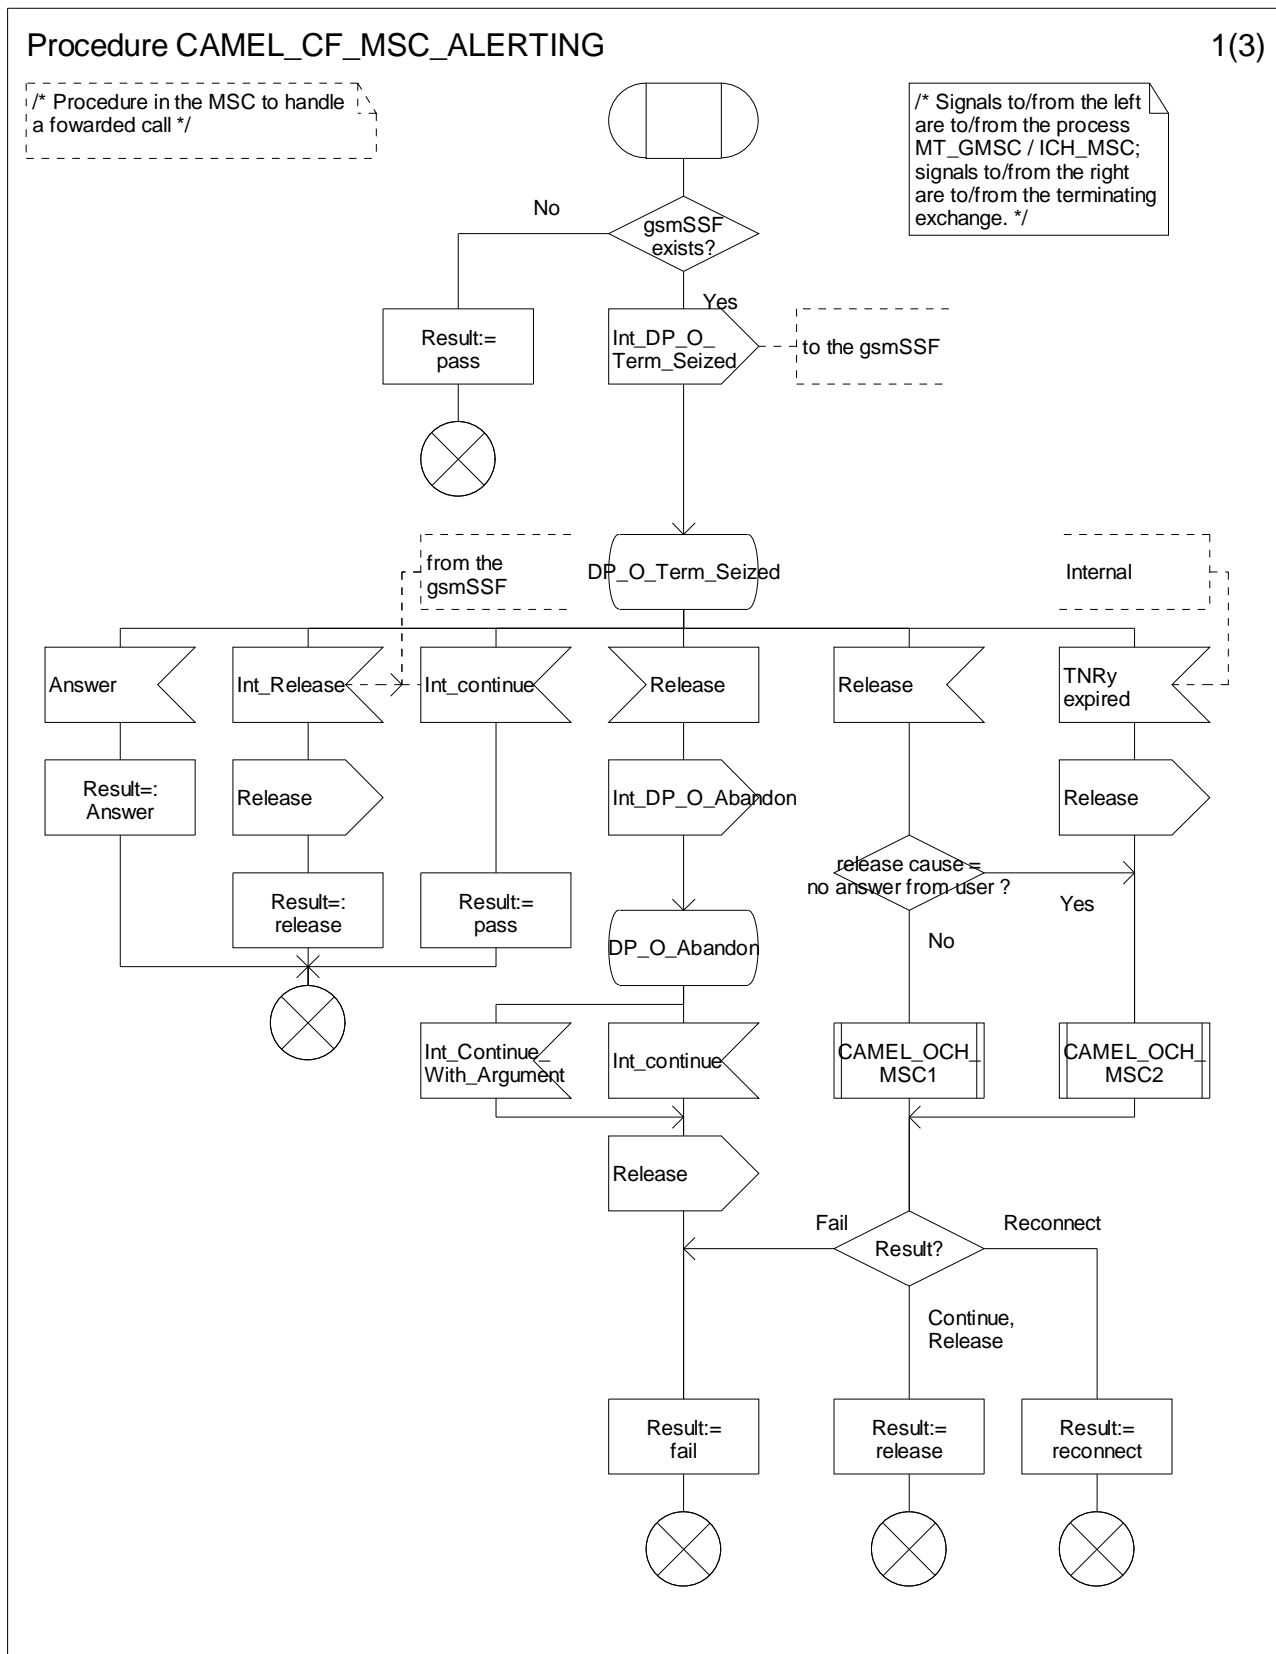 Procedure CAMEL_CF_MSC_ALERTING
1(3)
/* Procedure in the MSC to handle
a fowarded call */
/* Signals to/from the left
are to/from the process
MT_GMSC / ICH_MSC;
signals to/from the right
are to/from the terminating
exchange. */
No
gsmSSF
exists?
Yes
Result:=
pass
Int_DP_O_
Term_Seized
to the gsmSSF
from the
gsmSSF
DP_O_Term_Seized
Internal
Answer
Int_Release
Int_continue
Release
Release
TNRy
expired
Result=:
Answer
Release
Int_DP_O_Abandon
Release
release cause =
no answer from user ?
Yes
No
Result=:
release
Result:=
pass
DP_O_Abandon
Int_Continue_
With_Argument
Int_continue
CAMEL_OCH_
MSC1
CAMEL_OCH_
MSC2
Release
Fail
Result?
Reconnect
Continue,
Release
Result:=
fail
Result:=
release
Result:=
reconnect